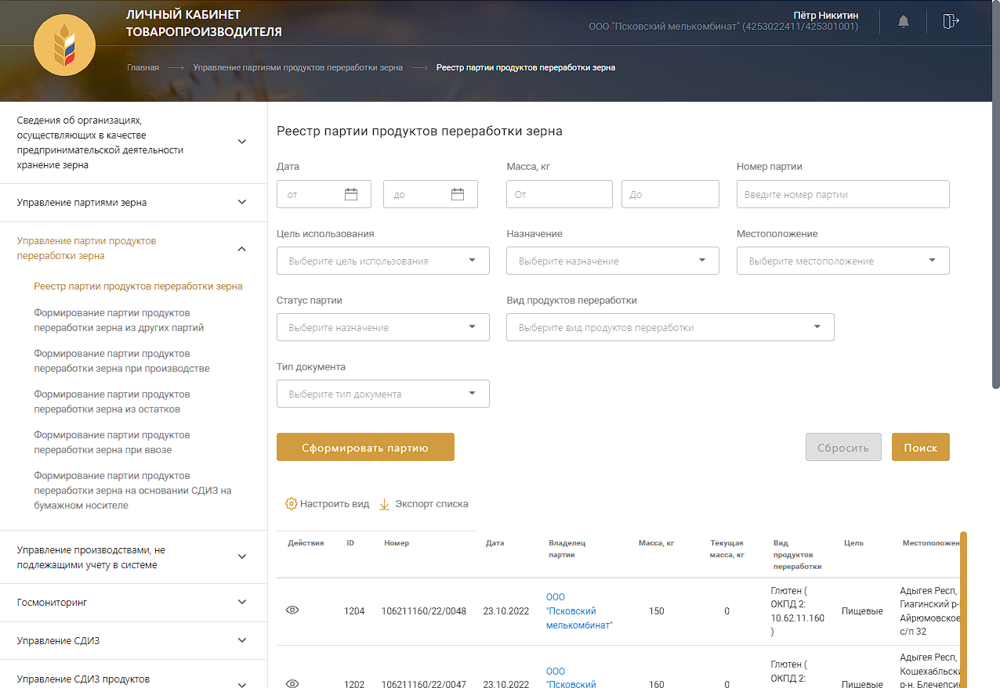 ЛИЧНЫЙ КАБИНЕТ
ТОВАРОПРОИЗВОДИТЕЛЯ
Пётр Никитин
ООО "Псковский мелькомбинат" (4253022411/425301001)
Главная
Управление партиями продуктов переработки зерна
Реестр партии продуктов переработки зерна
Сведения об организациях,
осуществляющих в качестве
предпринимательской деятельности
хранение зерна
Управление партиями зерна
Управление партии продуктов
переработки зерна
Реестр партии продуктов переработки зерна
Формирование партии продуктов
переработки зерна из других партий
Формирование партии продуктов
переработки зерна при производстве
Формирование партии продуктов
переработки зерна из остатков
Формирование партии продуктов
переработки зерна при ввозе
Формирование партии продуктов
переработки зерна на основании СДИЗ на
бумажном носителе
Управление производствами, не
подлежащими учету в системе
Госмониторинг
Управление СДИЗ
Управление СДИЗ продуктов
Реестр партии продуктов переработки зерна
Дата
от
до
Масса, кг
От
До
Номер партии
Введите номер партии
Цель использования
Выберите цель использования
Назначение
Выберите назначение
Местоположение
Выберите местоположение
Статус партии
Выберите назначение
Вид продуктов переработки
Выберите вид продуктов переработки
Тип документа
Выберите тип документа
Сформировать партию
Сбросить
Поиск
Настроить вид
Экспорт списка
Действия
ID
Номер
Дата
Владелец
партии
Масса, кг
Текущая
масса, кг
Вид
продуктов
переработки
Цель
Местоположен
1204
106211160/22/0048
23.10.2022
ООО
"Псковский
мелькомбинат"
150
0
Глютен (
ОКПД 2:
10.62.11.160
)
Пищевые
Адыгея Респ,
Гиагинский р-
Айрюмовское
с/п 32
1202
106211160/22/0047
23.10.2022
ООО
"Псковский
160
0
Глютен (
ОКПД 2:
Пищевые
Адыгея Респ,
Кошехабльски
р-н, Блечепсин